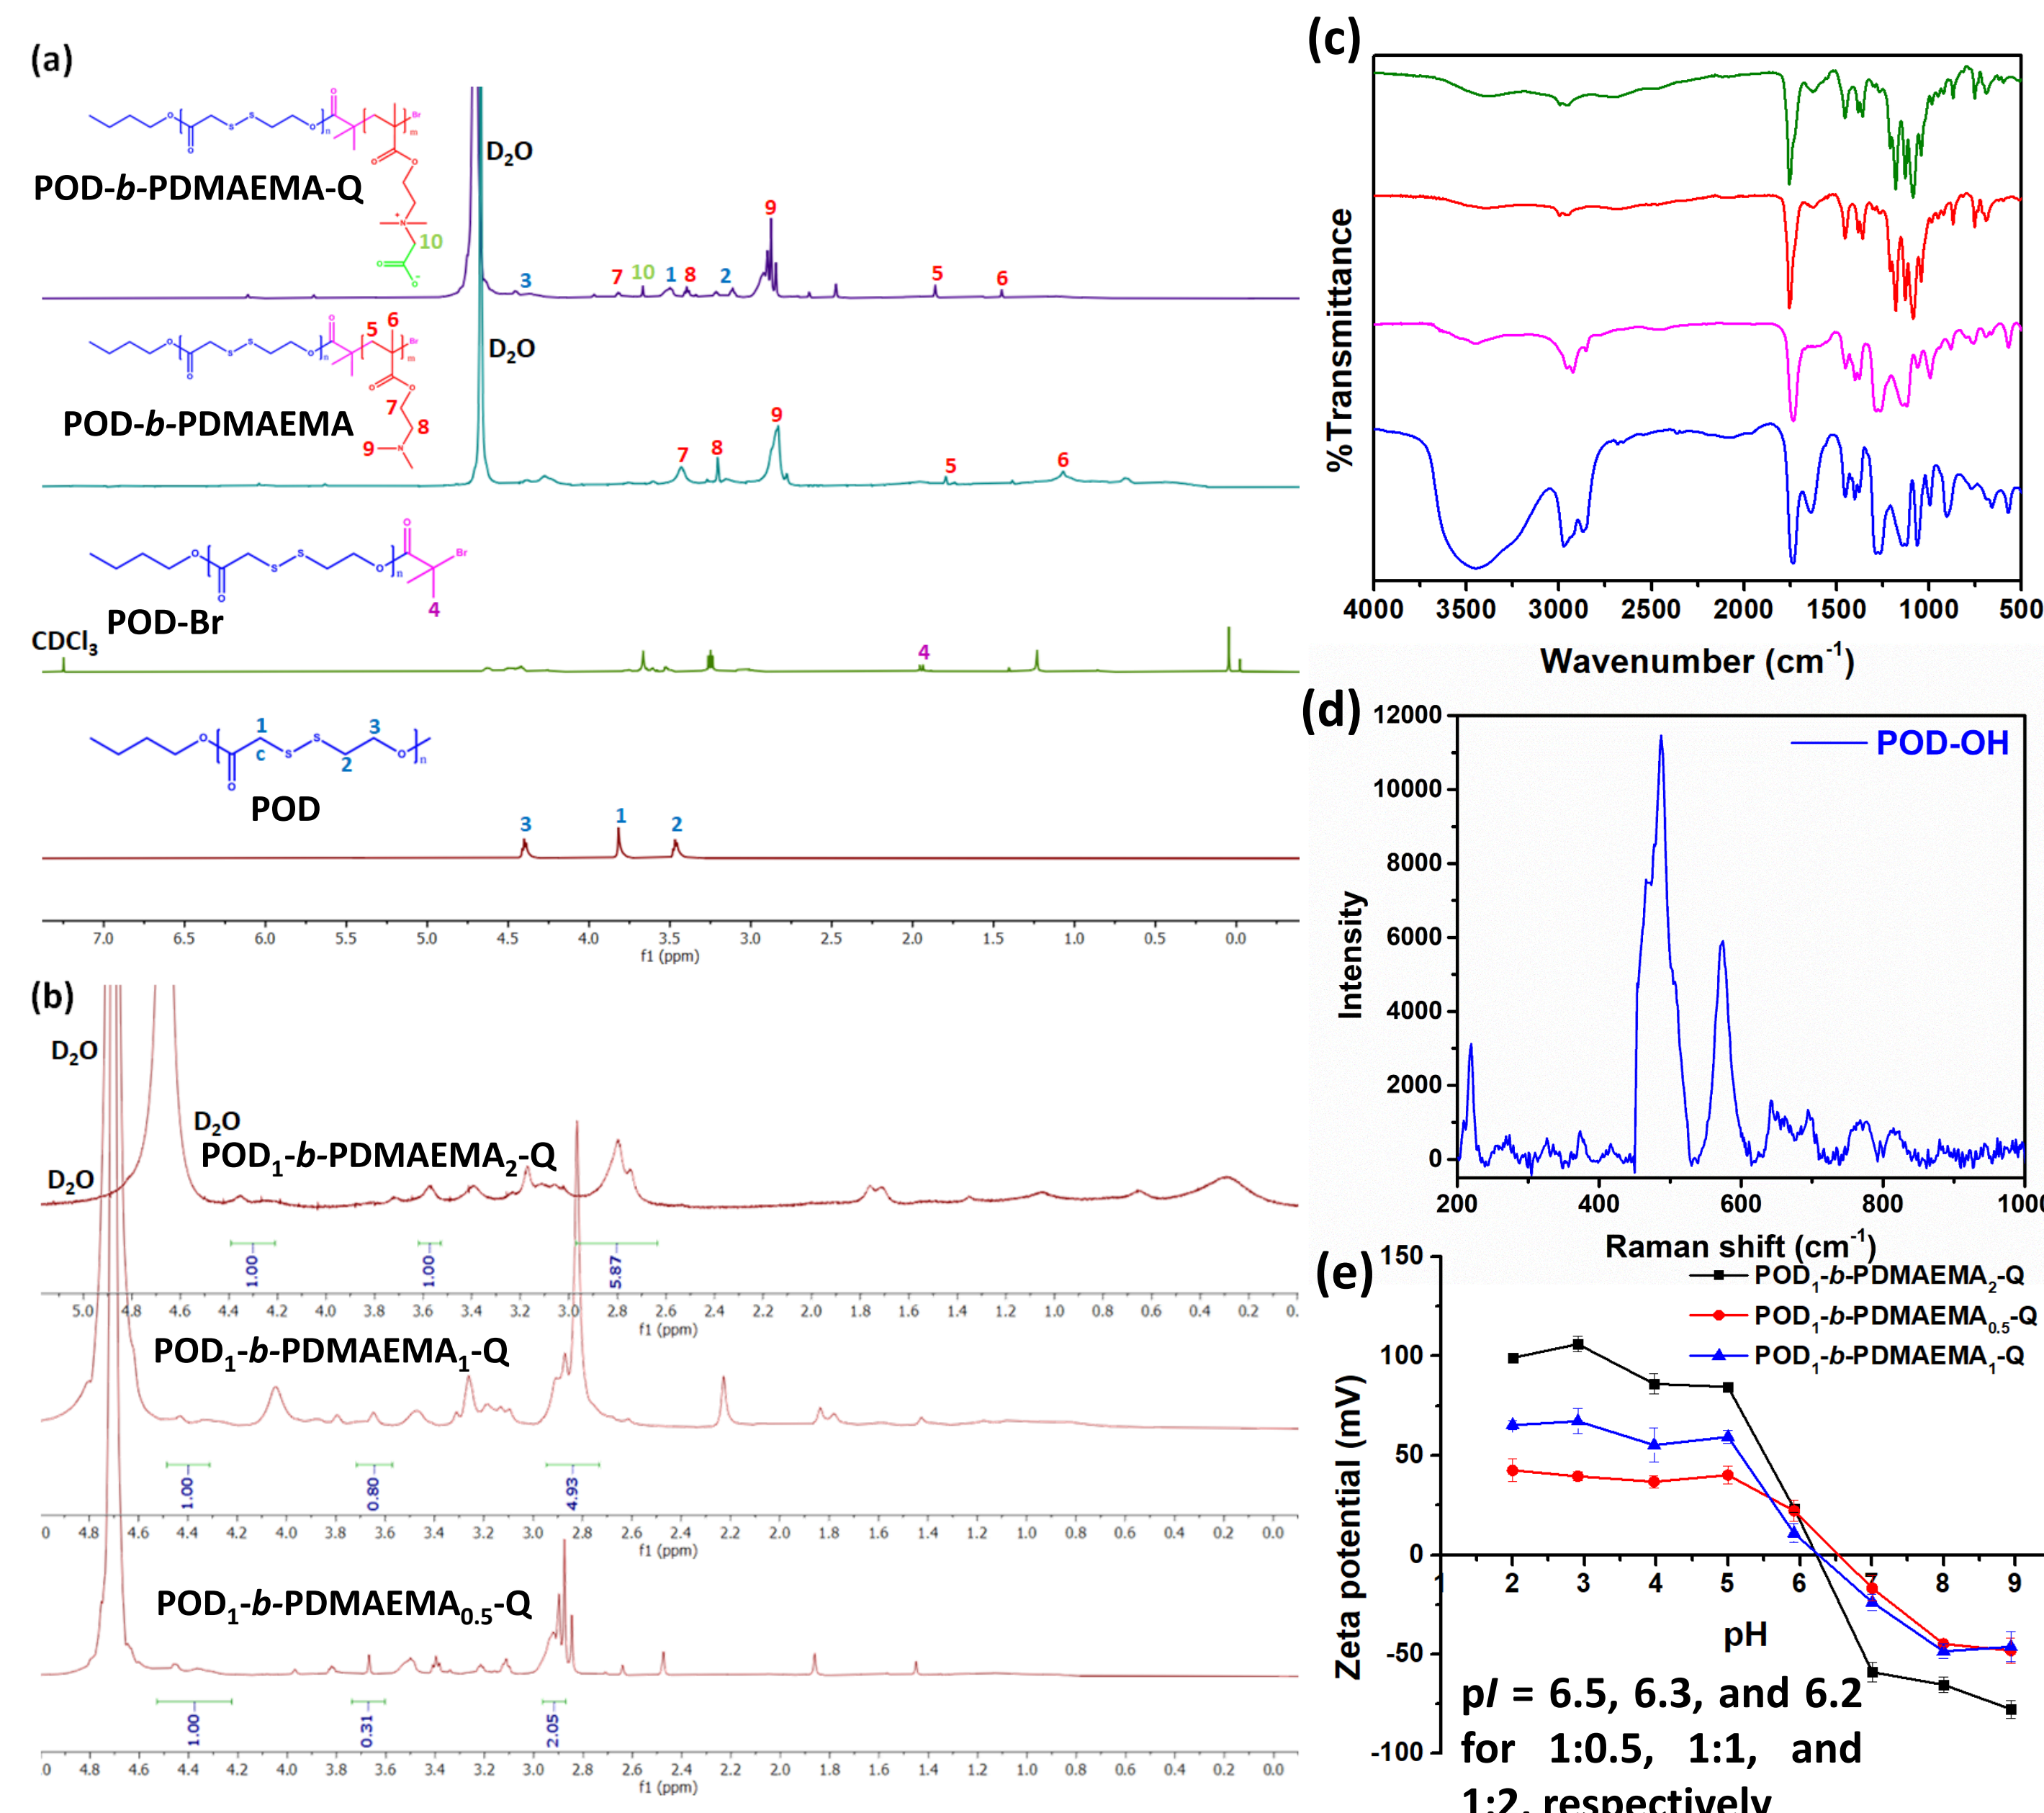 (a)
POD-b-PDMAEMA-Q
D2O
10
3
7
10
1
8
2
9
5
6
5
6
POD-b-PDMAEMA
7
8
9
D2O
7
8
9
5
6
POD-Br
4
CDCl3
4
1
3
c
2
POD
3
1
2
7.0 6.5 6.0 5.5 5.0 4.5 4.0 3.5 3.0 2.5 2.0 1.5 1.0 0.5 0.0
f1 (ppm)
(b)
D2O
D2O
D2O
POD1-b-PDMAEMA2-Q
1.00
1.00
5.87
5.0 4.8 4.6 4.4 4.2 4.0 3.8 3.6 3.4 3.2 3.0 2.8 2.6 2.4 2.2 2.0 1.8 1.6 1.4 1.2 1.0 0.8 0.6 0.4 0.2 0.
f1 (ppm)
POD1-b-PDMAEMA1-Q
1.00
0.80
4.93
0 4.8 4.6 4.4 4.2 4.0 3.8 3.6 3.4 3.2 3.0 2.8 2.6 2.4 2.2 2.0 1.8 1.6 1.4 1.2 1.0 0.8 0.6 0.4 0.2 0.0
f1 (ppm)
POD1-b-PDMAEMA0.5-Q
1.00
0.31
2.05
0 4.8 4.6 4.4 4.2 4.0 3.8 3.6 3.4 3.2 3.0 2.8 2.6 2.4 2.2 2.0 1.8 1.6 1.4 1.2 1.0 0.8 0.6 0.4 0.2 0.0
f1 (ppm)
(c)
%Transmittance
4000 3500 3000 2500 2000 1500 1000 500
Wavenumber (cm-1)
(d)
12000
10000
8000
6000
4000
2000
0
Intensity
POD-OH
200 400 600 800 1000
Raman shift (cm-1)
(e)
150
100
50
0
-50
-100
Zeta potential (mV)
POD1-b-PDMAEMA2-Q
POD1-b-PDMAEMA0.5-Q
POD1-b-PDMAEMA1-Q
1 2 3 4 5 6 7 8 9
pH
pI = 6.5, 6.3, and 6.2
for 1:0.5, 1:1, and
1:2, respectively